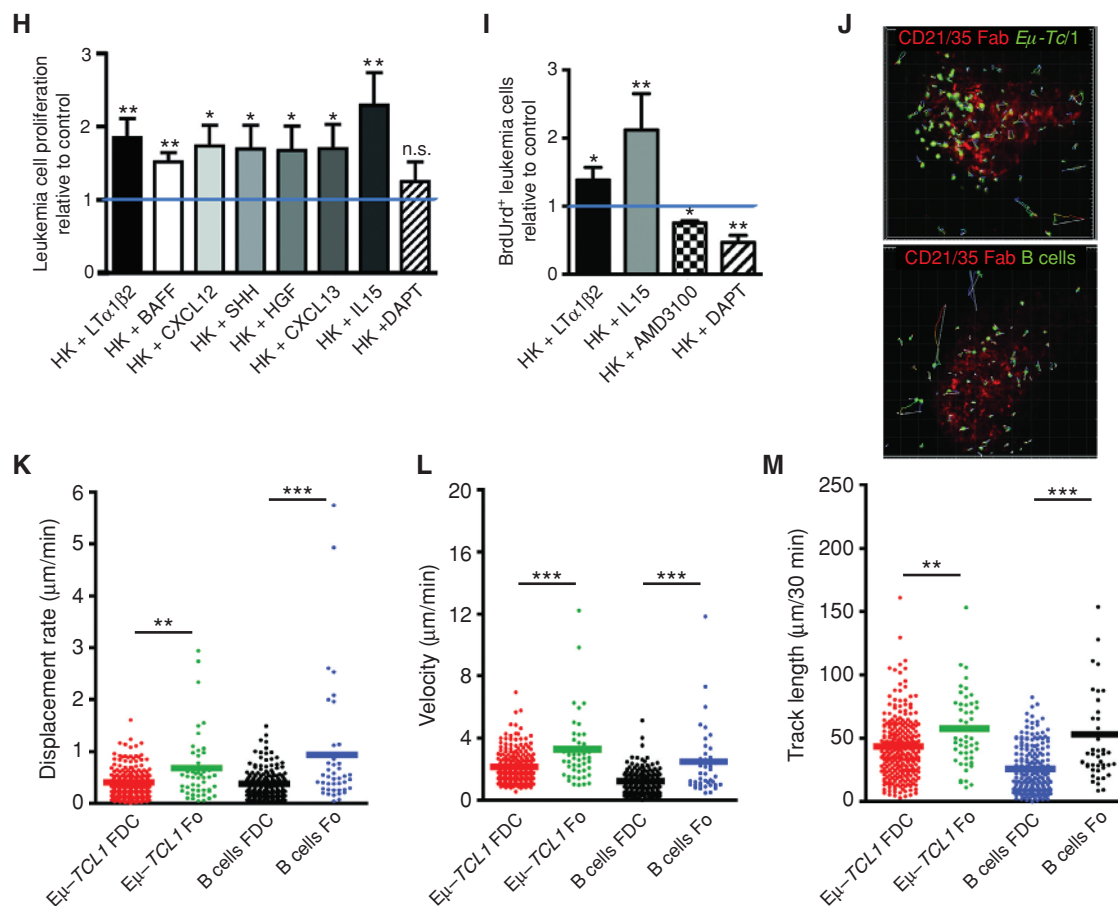 H
Leukemia cell proliferation
relative to control
3
2
1
0
**
**
*
*
*
*
**
n.s.
HK + LTα1β2
HK + BAFF
HK + CXCL12
HK + SHH
HK + HGF
HK + CXCL13
HK + IL15
HK +DAPT
I
BrdUrd+ leukemia cells
relative to control
3
2
1
0
*
**
*
**
HK + LTα1β2
HK + IL15
HK + AMD3100
HK + DAPT
J
CD21/35 Fab Eμ-Tc/1
CD21/35 Fab B cells
K
Displacement rate (μm/min)
6
5
4
3
2
1
0
**
***
Eμ–TCL1 FDC
Eμ–TCL1 Fo
B cells FDC
B cells Fo
L
Velocity (μm/min)
20
16
12
8
4
0
***
***
Eμ–TCL1 FDC
Eμ–TCL1 Fo
B cells FDC
B cells Fo
M
Track length (μm/30 min)
250
200
150
100
50
0
**
***
Eμ–TCL1 FDC
Eμ–TCL1 Fo
B cells FDC
B cells Fo